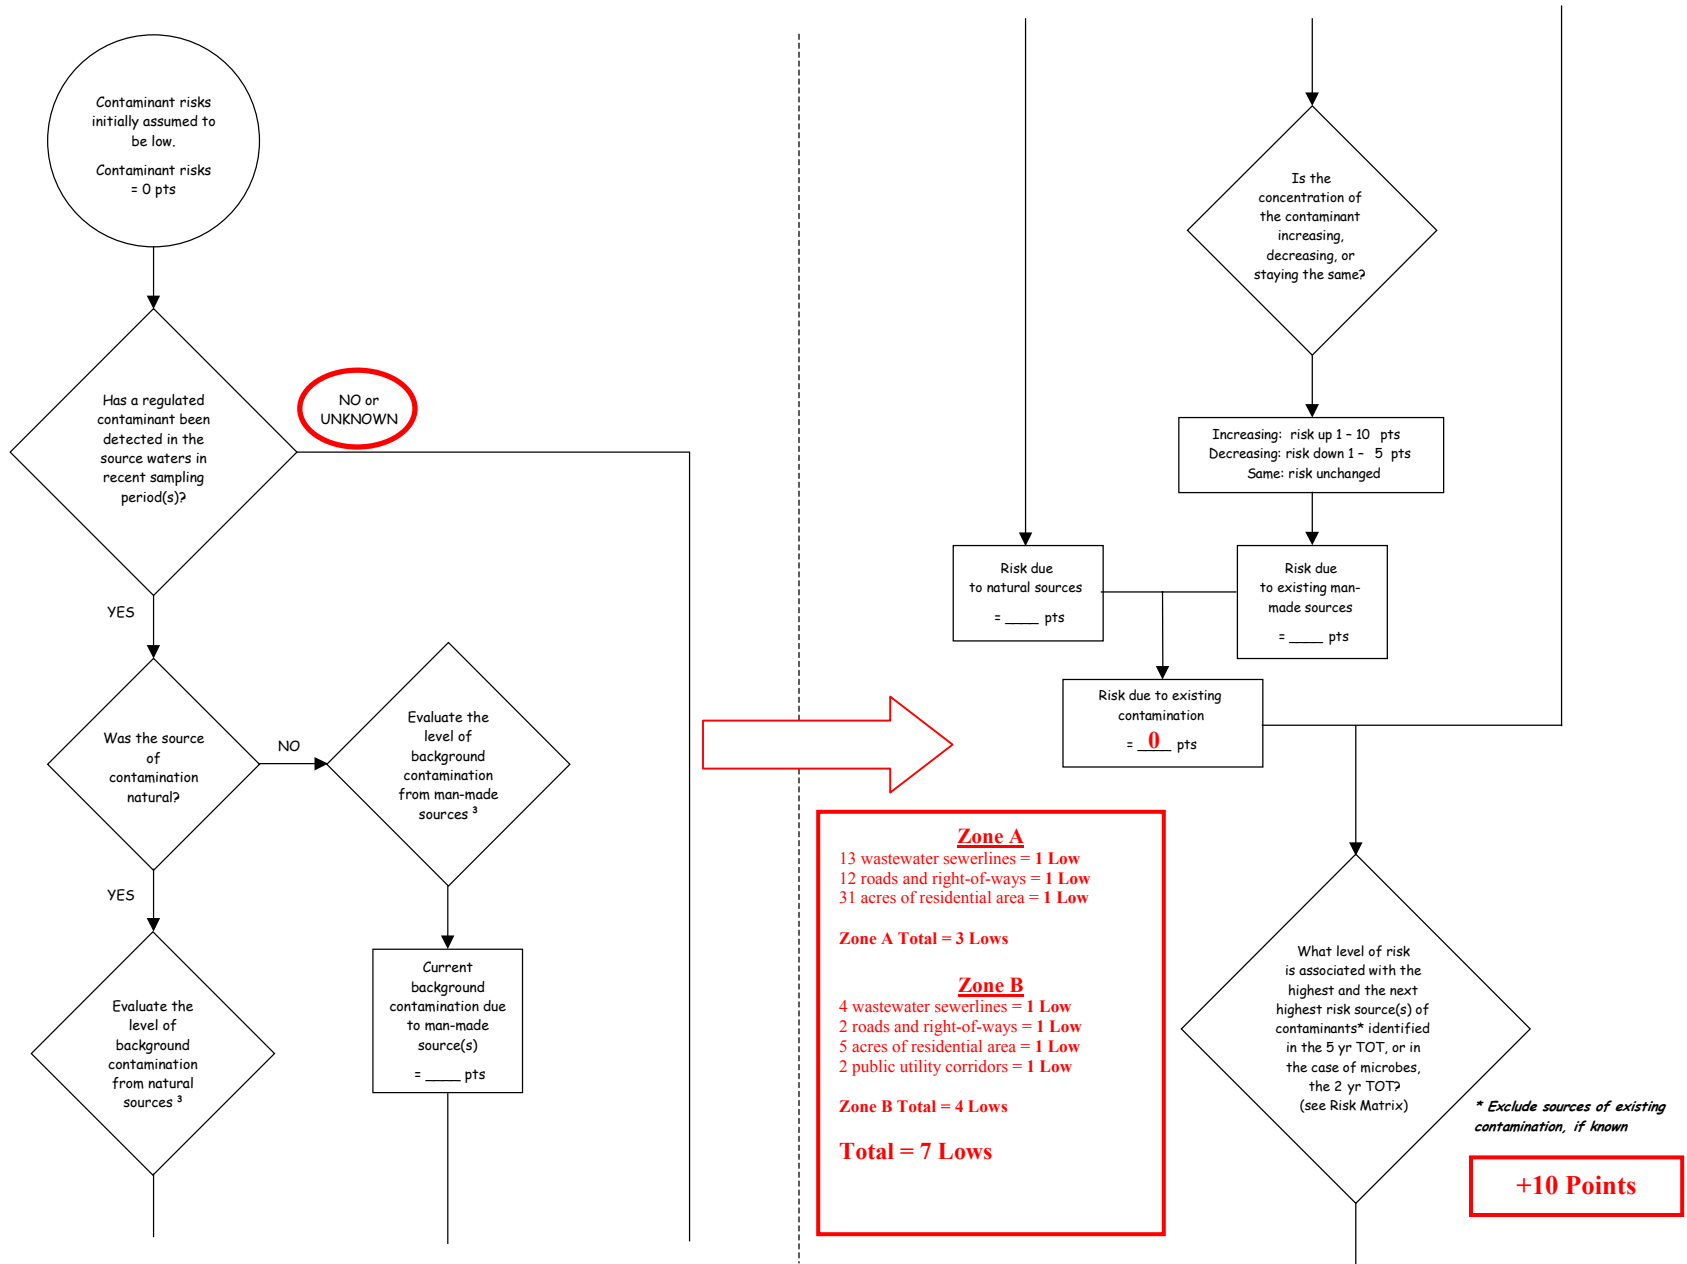 Contaminant risks
initially assumed to
be low.
Contaminant risks
= 0 pts
Has a regulated
contaminant been
detected in the
source waters in
recent sampling
period(s)?
NO or
UNKNOWN
YES
Was the source
of
contamination
natural?
NO
Evaluate the
level of
background
contamination
from man-made
sources ³
YES
Evaluate the
level of
background
contamination
from natural
sources ³
Current
background
contamination due
to man-made
source(s)
= ____ pts
Is the
concentration of
the contaminant
increasing,
decreasing, or
staying the same?
Increasing: risk up 1 – 10 pts
Decreasing: risk down 1 – 5 pts
Same: risk unchanged
Risk due
to natural sources
= ____ pts
Risk due
to existing man-
made sources
= ____ pts
Risk due to existing
contamination
= __0__ pts
Zone A
13 wastewater sewerlines = 1 Low
12 roads and right-of-ways = 1 Low
31 acres of residential area = 1 Low
Zone A Total = 3 Lows
Zone B
4 wastewater sewerlines = 1 Low
2 roads and right-of-ways = 1 Low
5 acres of residential area = 1 Low
2 public utility corridors = 1 Low
Zone B Total = 4 Lows
Total = 7 Lows
What level of risk
is associated with the
highest and the next
highest risk source(s) of
contaminants* identified
in the 5 yr TOT, or in
the case of microbes,
the 2 yr TOT?
(see Risk Matrix)
* Exclude sources of existing
contamination, if known
+10 Points